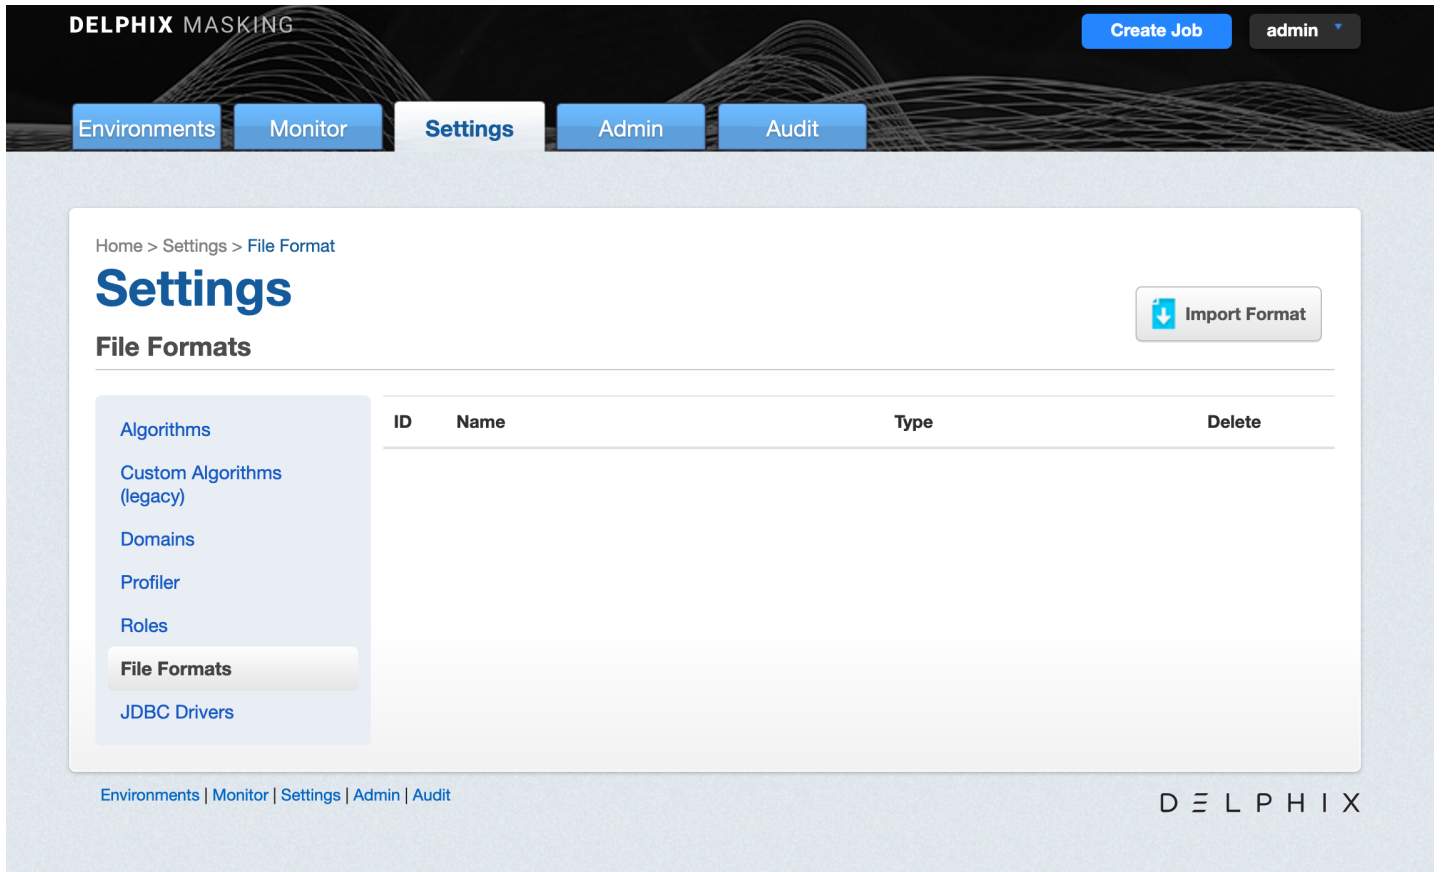 DELPHIX MASKING
Create Job
admin
Environments
Monitor
Settings
Admin
Audit
Home > Settings > File Format
Settings
Import Format
File Formats
Algorithms
Custom Algorithms
(legacy)
Domains
Profiler
Roles
File Formats
JDBC Drivers
ID Name Type Delete
Environments | Monitor | Settings | Admin | Audit
DELPHIX